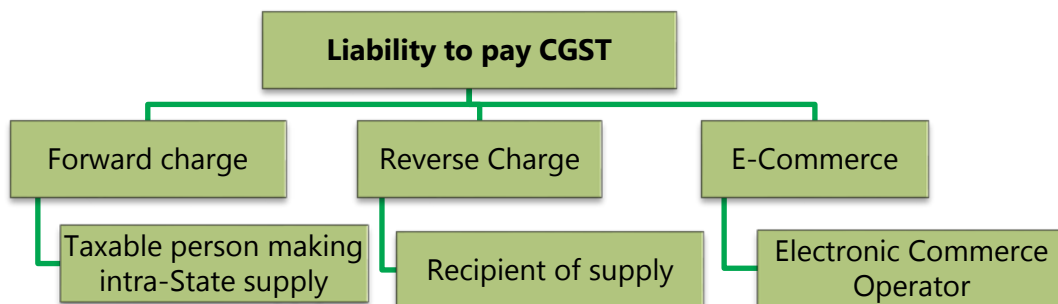 Liability to pay CGST
Forward charge
Reverse Charge
E-Commerce
Taxable person making
intra-State supply
Recipient of supply
Electronic Commerce
Operator